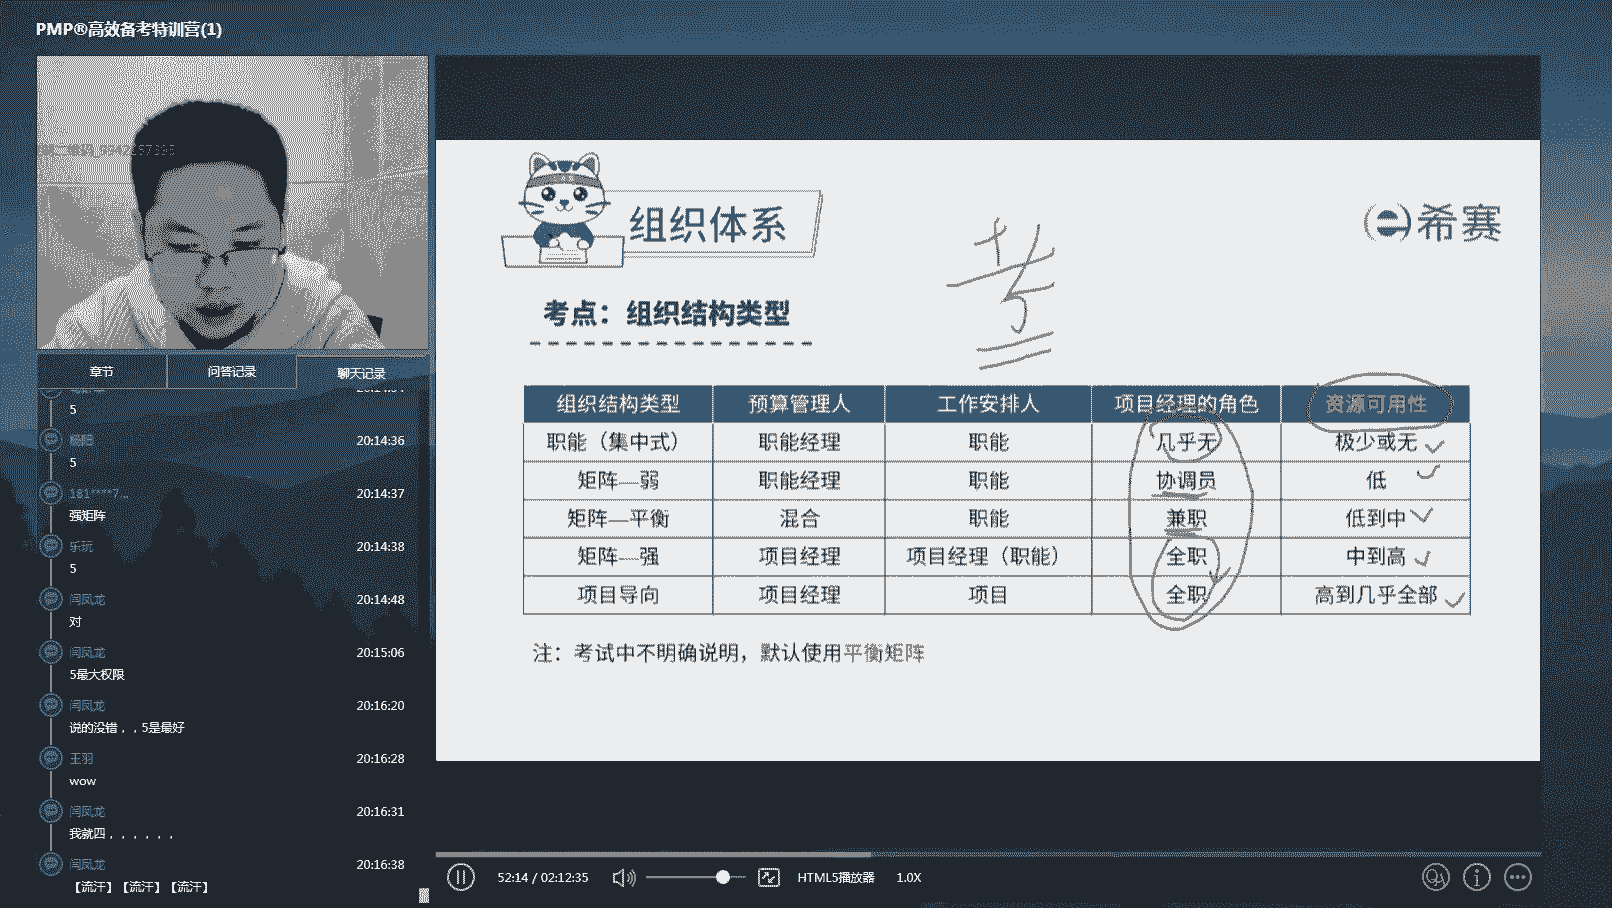 PMP®高效备考特训营(1)
章节 问答记录 聊天记录
5
杨阳 20:14:36
5
181****7... 20:14:37
强矩阵
乐玩 20:14:38
5
闫凤龙 20:14:48
对
闫凤龙 20:15:06
5最大权限
闫凤龙 20:16:20
说的没错，，5是最好
王羽 20:16:28
wow
闫凤龙 20:16:31
我就四，，，，，，
闫凤龙 20:16:38
【流汗】【流汗】【流汗】
组织体系
希赛
考
考点：组织结构类型
组织结构类型 预算管理人 工作安排人 项目经理的角色 资源可用性
职能（集中式） 职能经理 职能 几乎无 极少或无
矩阵—弱 职能经理 职能 协调员 低
矩阵—平衡 混合 职能 兼职 低到中
矩阵—强 项目经理 项目经理（职能） 全职 中到高
项目导向 项目经理 项目 全职 高到几乎全部
注：考试中不明确说明，默认使用平衡矩阵
52:14 / 02:12:35 HTML5播放器 1.0X